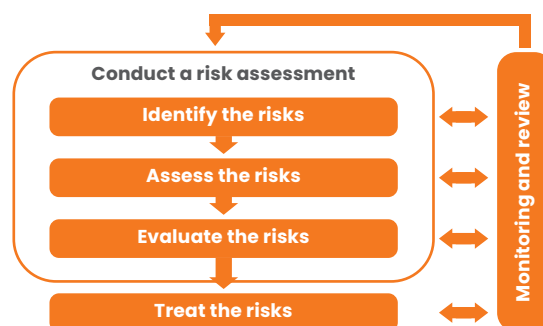 Conduct a risk assessment
Identify the risks
Assess the risks
Evaluate the risks
Treat the risks
Monitoring and review